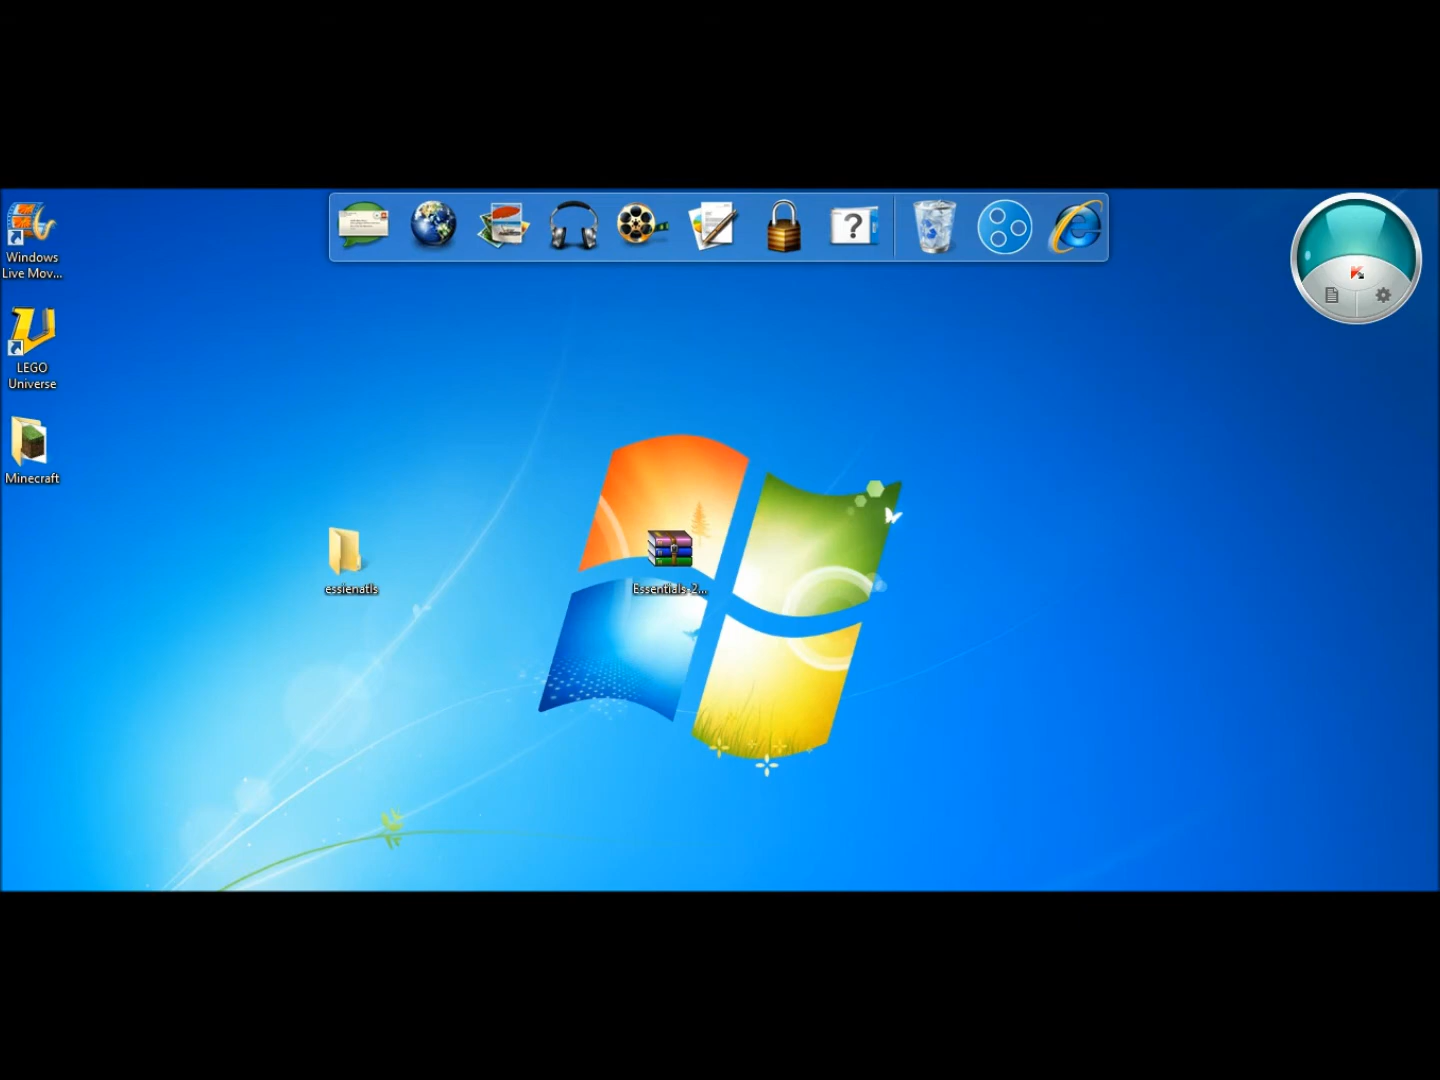 Windows
Live Mov...
LEGO
Universe
Minecraft
essienatls
Essentials-2...
?